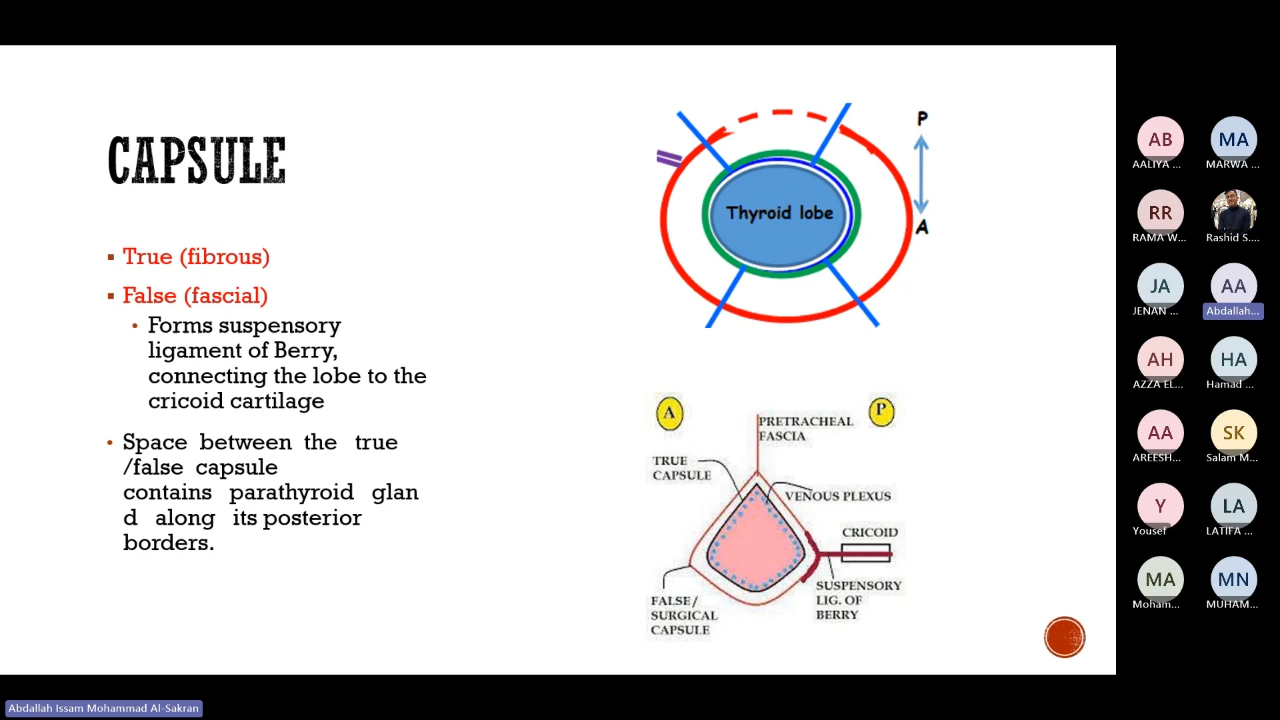 CAPSULE
▪ True (fibrous)
▪ False (fascial)
• Forms suspensory
ligament of Berry,
connecting the lobe to the
cricoid cartilage
• Space between the true
/false capsule
contains parathyroid glan
d along its posterior
borders.
P
Thyroid lobe
A
A
P
PRETRACHEAL
FASCIA
TRUE
CAPSULE
VENOUS PLEXUS
CRICOID
SUSPENSORY
LIG. OF
BERRY
FALSE/
SURGICAL
CAPSULE
AB
AALIYA ...
MA
MARWA ...
RR
RAMA W...
Rashid S....
JA
JENAN ...
AA
Abdallah...
AH
AZZA EL...
HA
Hamad ...
AA
AREESH...
SK
Salam M...
Y
Yousef
LA
LATIFA ...
MA
Moham...
MN
MUHAM...
Abdallah Issam Mohammad Al-Sakran